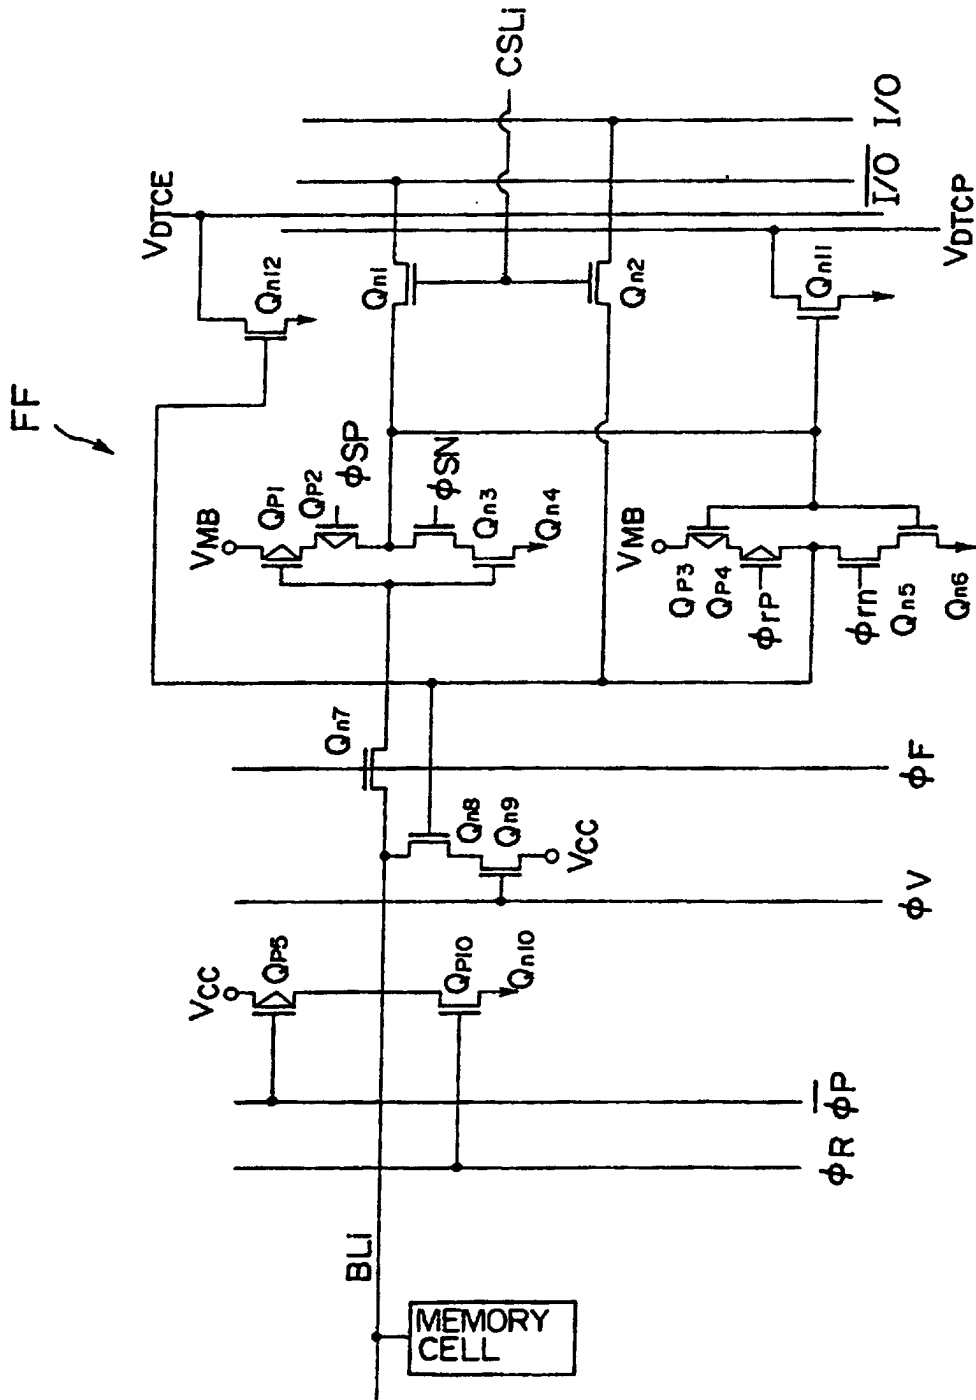 FF
VDTCE
CSLi
Qn12
Qn1
Qn2
Qn11
I/O
I/O
VDTCP
VMB
QP1
QP2
ϕSP
ϕSN
Qn3
Qn4
VMB
QP3
QP4
ϕrP
ϕrn
Qn5
Qn6
Qn7
ϕF
Qn8
Qn9
VCC
ϕV
VCC
QP5
QP10
Qn10
ϕP
ϕR
BLi
MEMORY
CELL